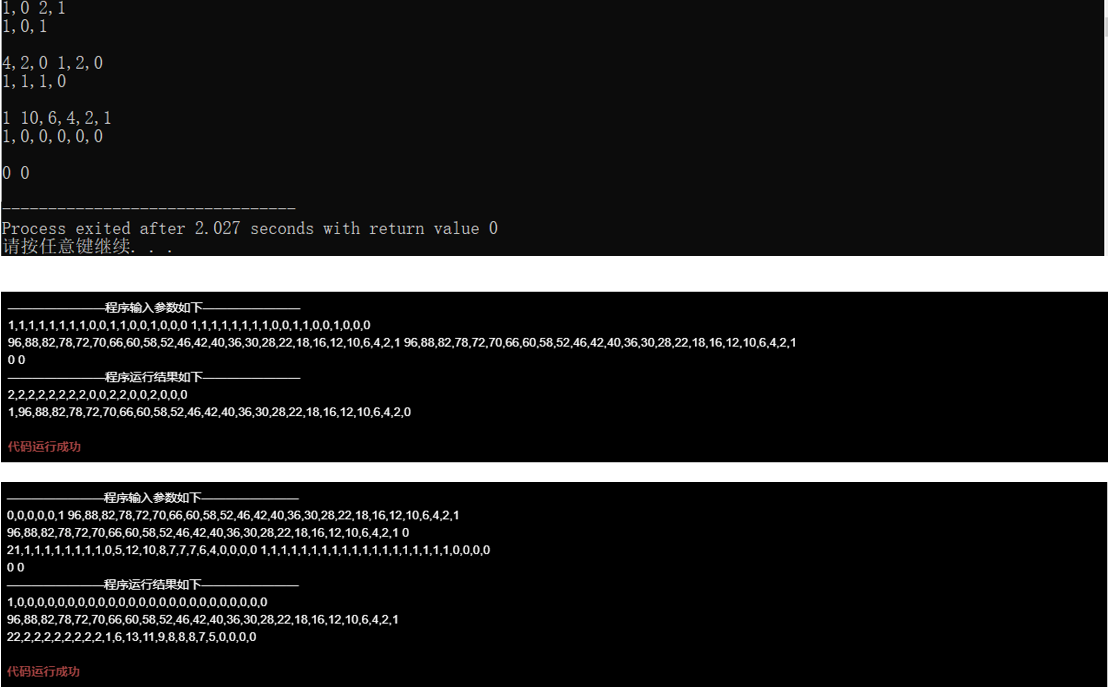 1,0 2,1
1,0,1
4,2,0 1,2,0
1,1,1,0
1 10,6,4,2,1
1,0,0,0,0,0
0 0
--------------------------------
Process exited after 2.027 seconds with return value 0
请按任意键继续. . .
———————程序输入参数如下———————
1,1,1,1,1,1,1,1,0,0,1,1,0,0,1,0,0,0 1,1,1,1,1,1,1,1,0,0,1,1,0,0,1,0,0,0
96,88,82,78,72,70,66,60,58,52,46,42,40,36,30,28,22,18,16,12,10,6,4,2,1 96,88,82,78,72,70,66,60,58,52,46,42,40,36,30,28,22,18,16,12,10,6,4,2,1
0 0
———————程序运行结果如下———————
2,2,2,2,2,2,2,2,0,0,2,2,0,0,2,0,0,0
1,96,88,82,78,72,70,66,60,58,52,46,42,40,36,30,28,22,18,16,12,10,6,4,2,0
代码运行成功
———————程序输入参数如下———————
0,0,0,0,0,1 96,88,82,78,72,70,66,60,58,52,46,42,40,36,30,28,22,18,16,12,10,6,4,2,1
96,88,82,78,72,70,66,60,58,52,46,42,40,36,30,28,22,18,16,12,10,6,4,2,1 0
21,1,1,1,1,1,1,1,1,0,5,12,10,8,7,7,7,6,4,0,0,0,0 1,1,1,1,1,1,1,1,1,1,1,1,1,1,1,1,1,1,1,0,0,0,0
0 0
———————程序运行结果如下———————
1,0,0,0,0,0,0,0,0,0,0,0,0,0,0,0,0,0,0,0,0,0,0,0,0,0
96,88,82,78,72,70,66,60,58,52,46,42,40,36,30,28,22,18,16,12,10,6,4,2,1
22,2,2,2,2,2,2,2,2,1,6,13,11,9,8,8,8,7,5,0,0,0,0
代码运行成功